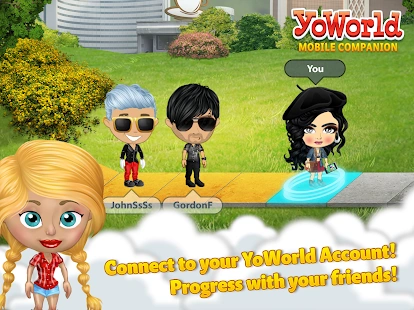 YoWorld
MOBILE COMPANION
You
JohnSsSs
GordonF
Connect to your YoWorld Account!
Progress with your friends!